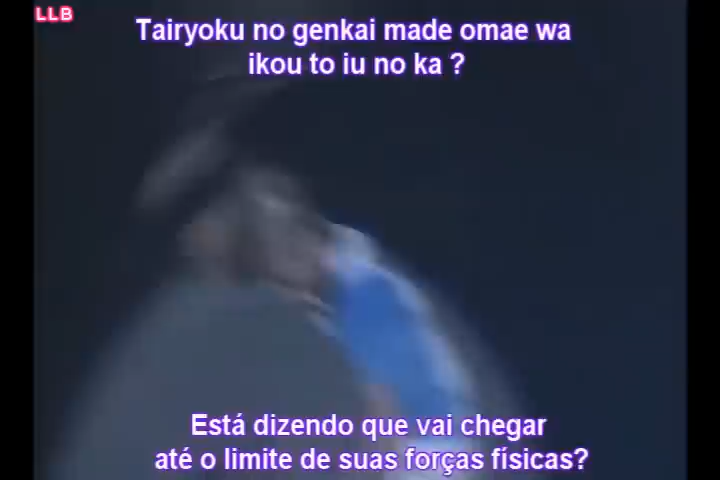 LLB
Tairyoku no genkai made omae wa
ikou to iu no ka ?
Está dizendo que vai chegar
até o limite de suas forças físicas?